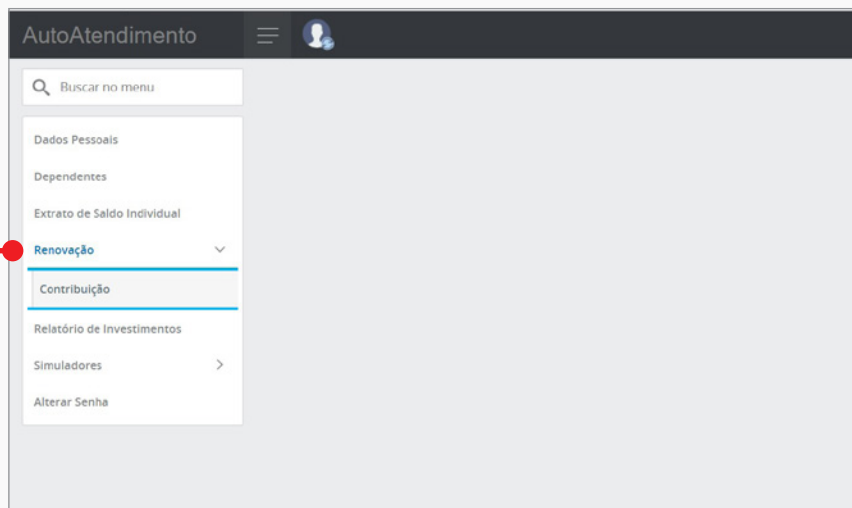 AutoAtendimento
Buscar no menu
Dados Pessoais
Dependentes
Extrato de Saldo Individual
Renovação
Contribuição
Relatório de Investimentos
Simuladores
Alterar Senha